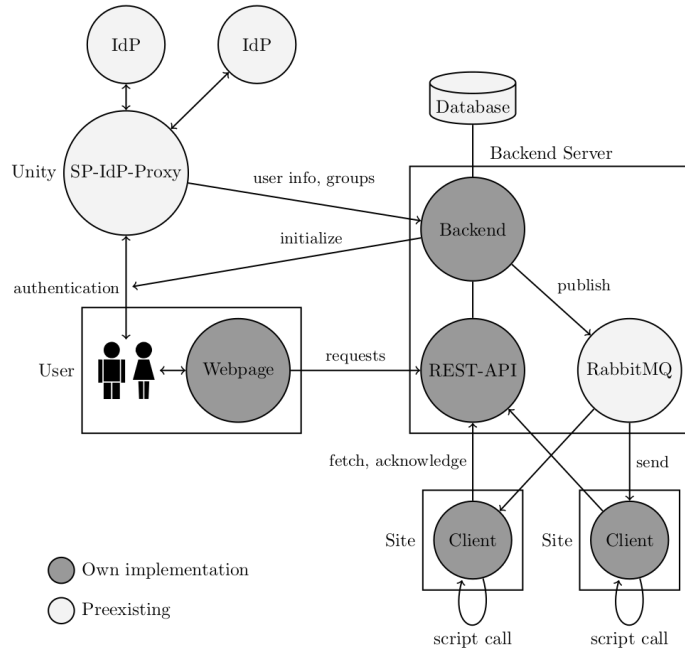 IdP
IdP
Database
Backend Server
Unity
SP-IdP-Proxy
user info, groups
Backend
initialize
authentication
publish
User
Webpage
requests
REST-API
RabbitMQ
fetch, acknowledge
send
Site
Client
Site
Client
Own implementation
Preexisting
script call
script call